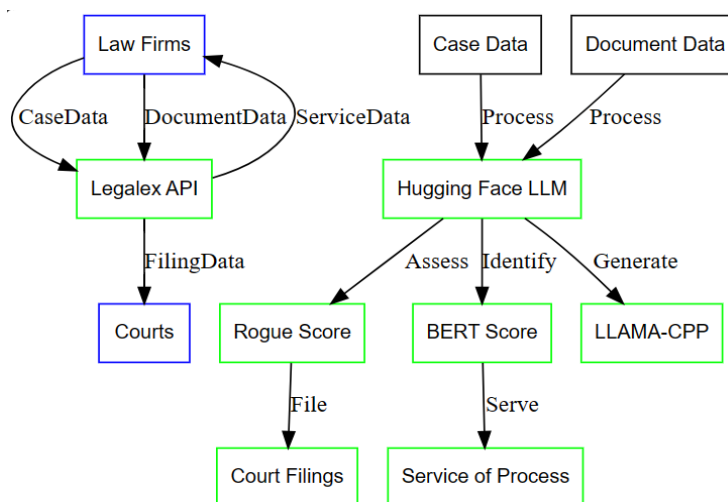 Law Firms
Case Data
Document Data
CaseData
DocumentData
ServiceData
Process
Process
Legalex API
Hugging Face LLM
FilingData
Assess
Identify
Generate
Courts
Rogue Score
BERT Score
LLAMA-CPP
File
Serve
Court Filings
Service of Process